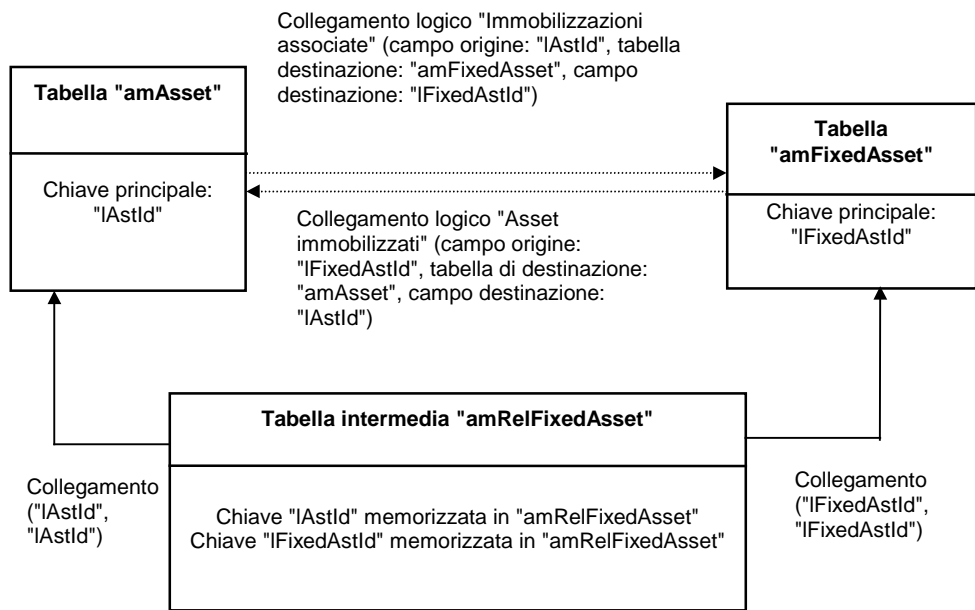 Collegamento logico "Immobilizzazioni
associate" (campo origine: "lAstId", tabella
destinazione: "amFixedAsset", campo
destinazione: "lFixedAstId")
Tabella "amAsset"
Chiave principale:
"lAstId"
Tabella
"amFixedAsset"
Chiave principale:
"lFixedAstId"
Collegamento logico "Asset
immobilizzati" (campo origine:
"lFixedAstId", tabella di destinazione:
"amAsset", campo destinazione:
"lAstId")
Tabella intermedia "amRelFixedAsset"
Chiave "lAstId" memorizzata in "amRelFixedAsset"
Chiave "lFixedAstId" memorizzata in "amRelFixedAsset"
Collegamento
("lAstId",
"lAstId")
Collegamento
("lFixedAstId",
"lFixedAstId")